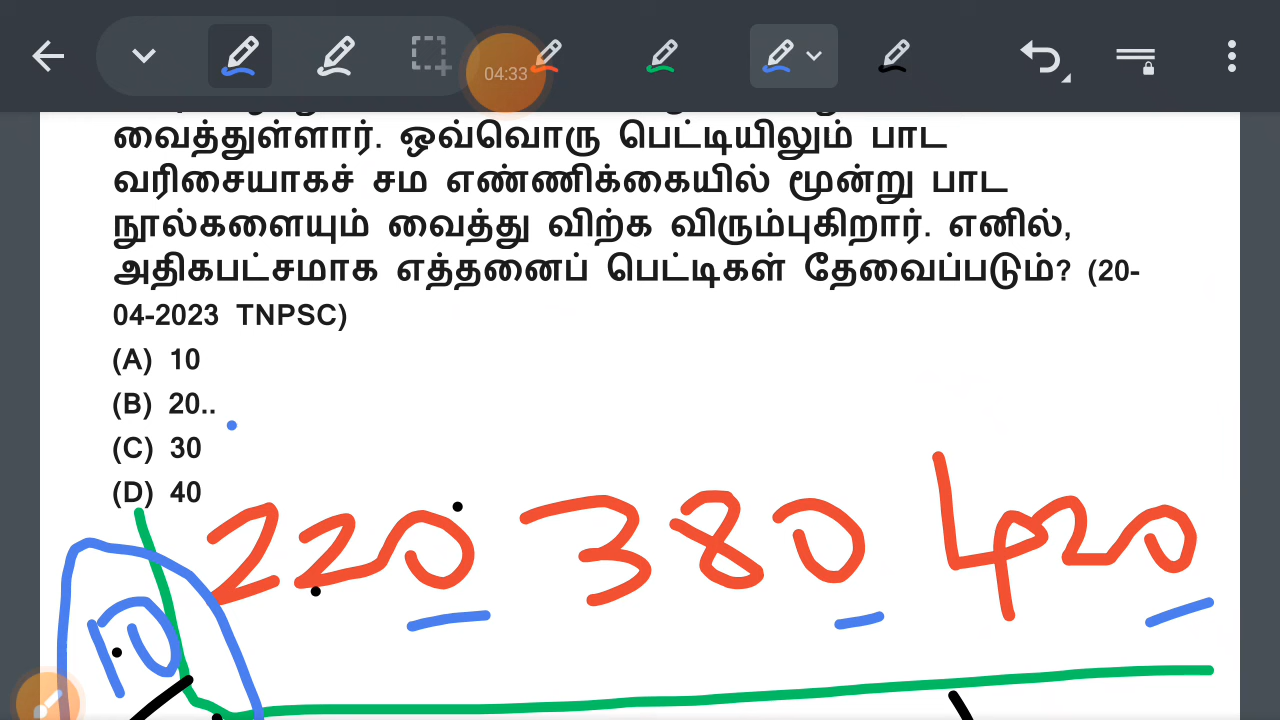 04:33
வைத்துள்ளார். ஒவ்வொரு பெட்டியிலும் பாட
வரிசையாகச் சம எண்ணிக்கையில் மூன்று பாட
நூல்களையும் வைத்து விற்க விரும்புகிறார். எனில்,
அதிகபட்சமாக எத்தனைப் பெட்டிகள் தேவைப்படும்? (20-
04-2023 TNPSC)
(A) 10
(B) 20..
(C) 30
(D) 40
220 380 420
10